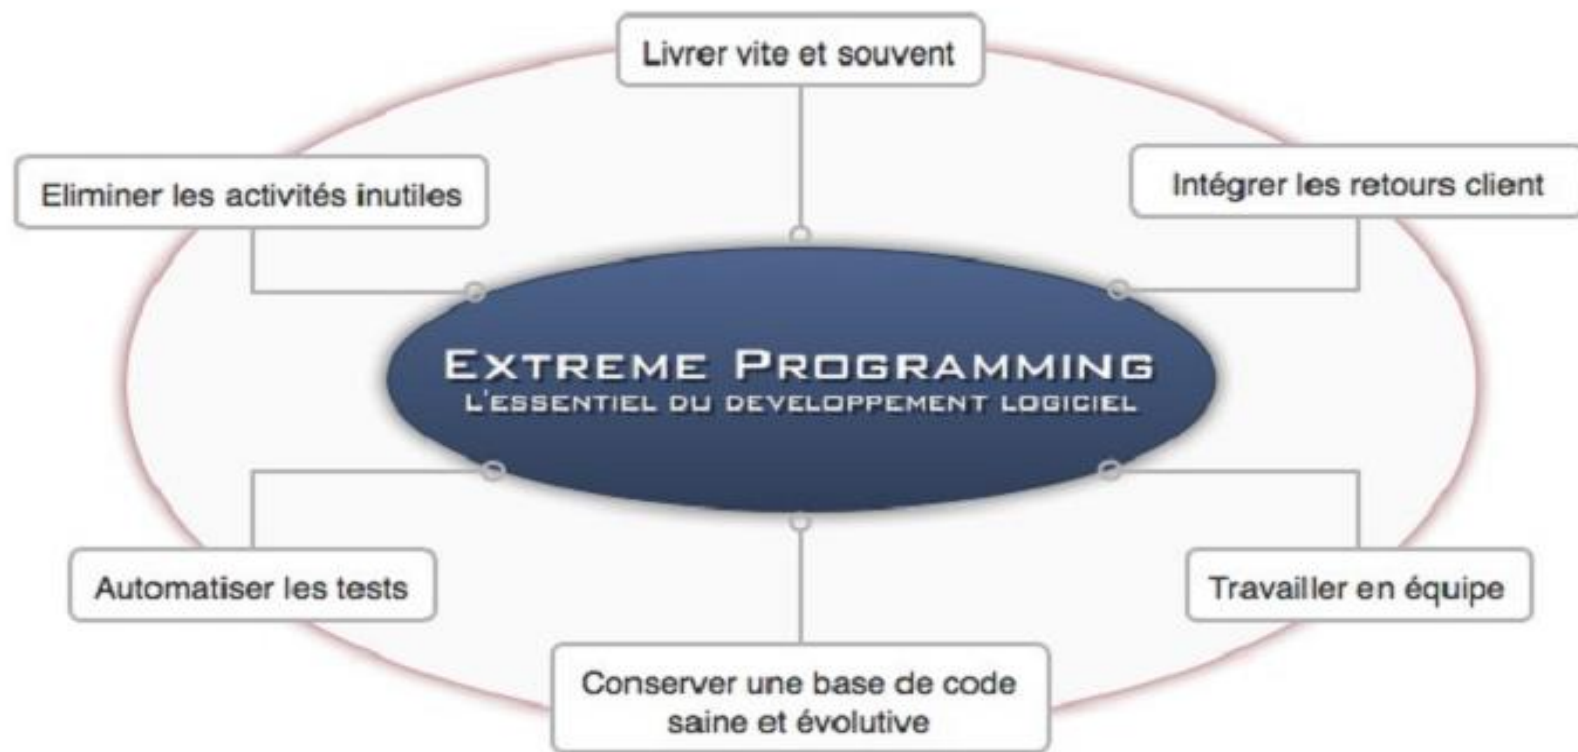 Livrer vite et souvent
Eliminer les activités inutiles
Intégrer les retours client
EXTREME PROGRAMMING
L'ESSENTIEL DU DEVELOPPEMENT LOGICIEL
Automatiser les tests
Travailler en équipe
Conserver une base de code
saine et évolutive